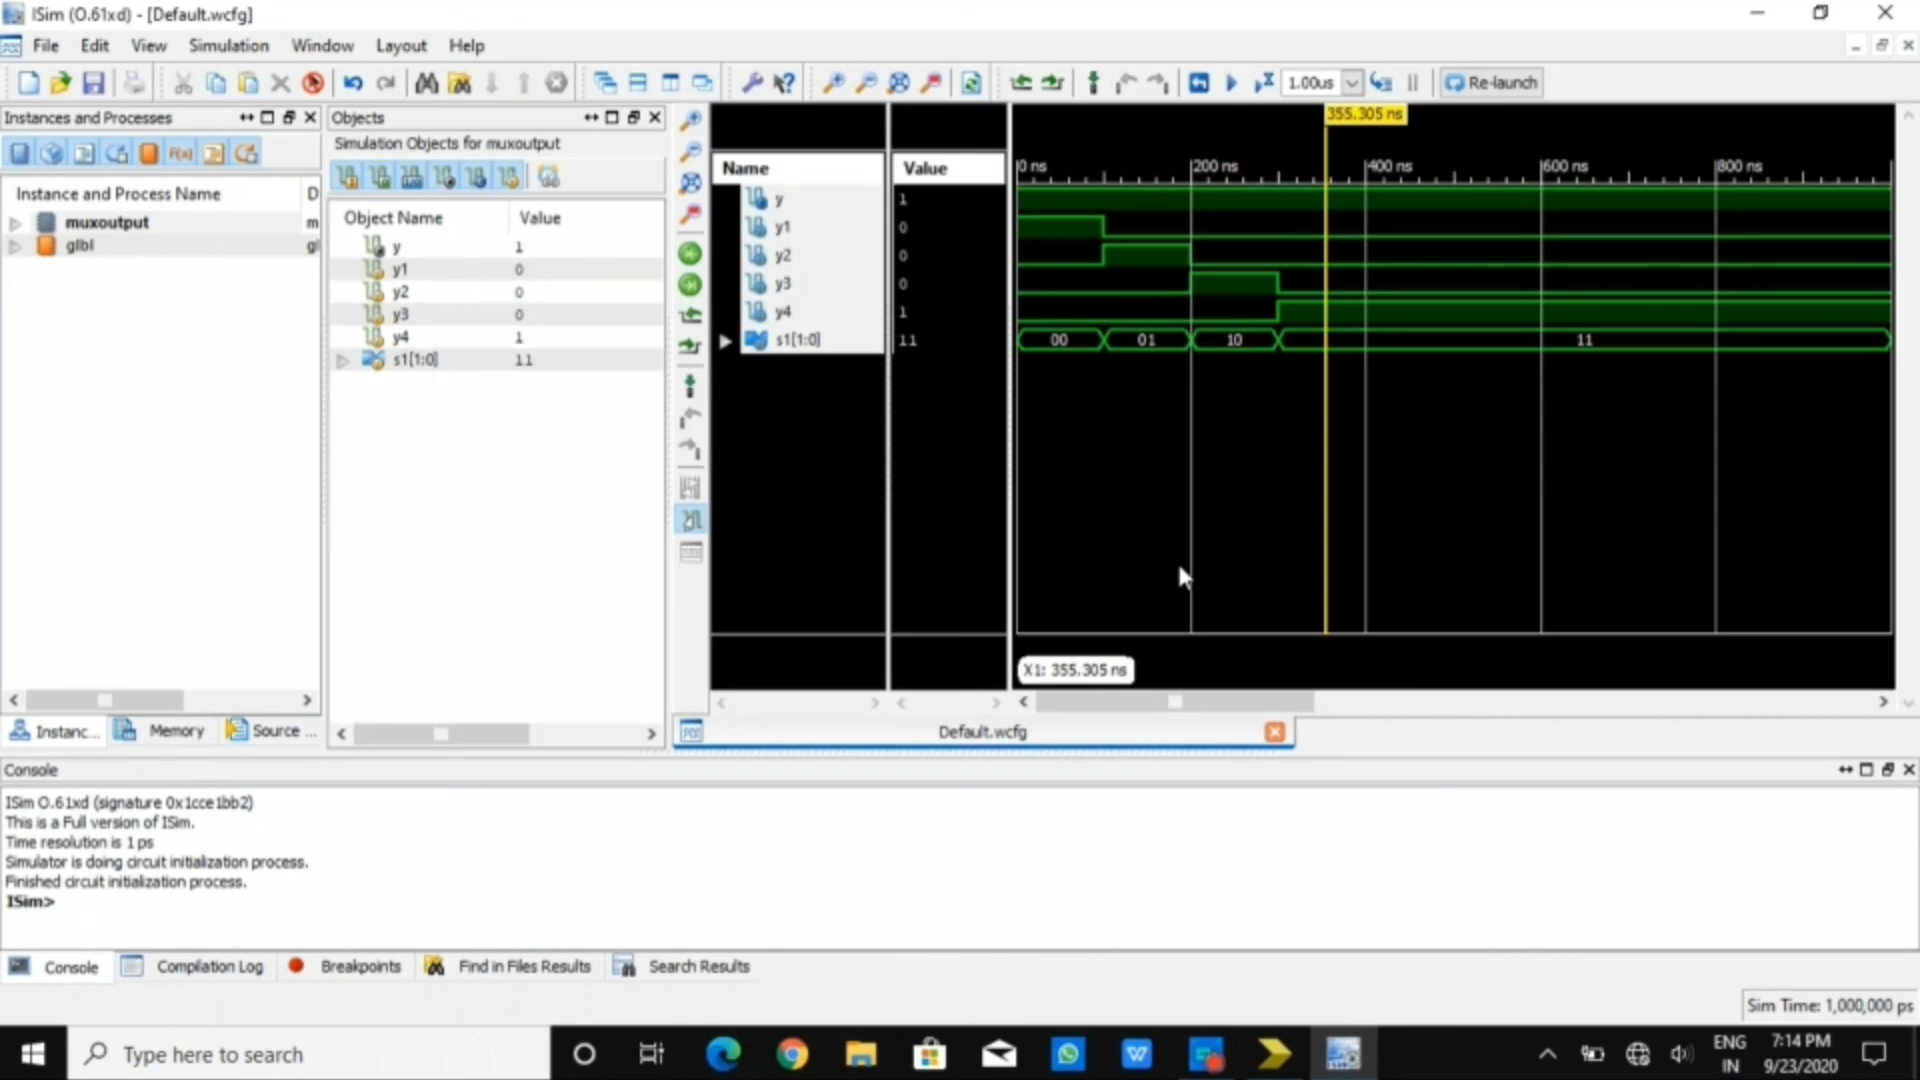 ISim (O.61xd) - [Default.wcfg]
File Edit View Simulation Window Layout Help
1.00us Re-launch
Instances and Processes
Instance and Process Name D
muxoutput m
glbl gl
Instanc... Memory Source ...
Objects
Simulation Objects for muxoutput
Object Name Value
y 1
y1 0
y2 0
y3 0
y4 1
s1[1:0] 11
355.305 ns
Name Value
0 ns 200 ns 400 ns 600 ns 800 ns
y 1
y1 0
y2 0
y3 0
y4 1
s1[1:0] 11 00 01 10 11
X1: 355.305 ns
Default.wcfg
Console
ISim O.61xd (signature 0x1cce1bb2)
This is a Full version of ISim.
Time resolution is 1 ps
Simulator is doing circuit initialization process.
Finished circuit initialization process.
ISim>
Console Compilation Log Breakpoints Find in Files Results Search Results
Sim Time: 1,000,000 ps
Type here to search
ENG
IN
7:14 PM
9/23/2020